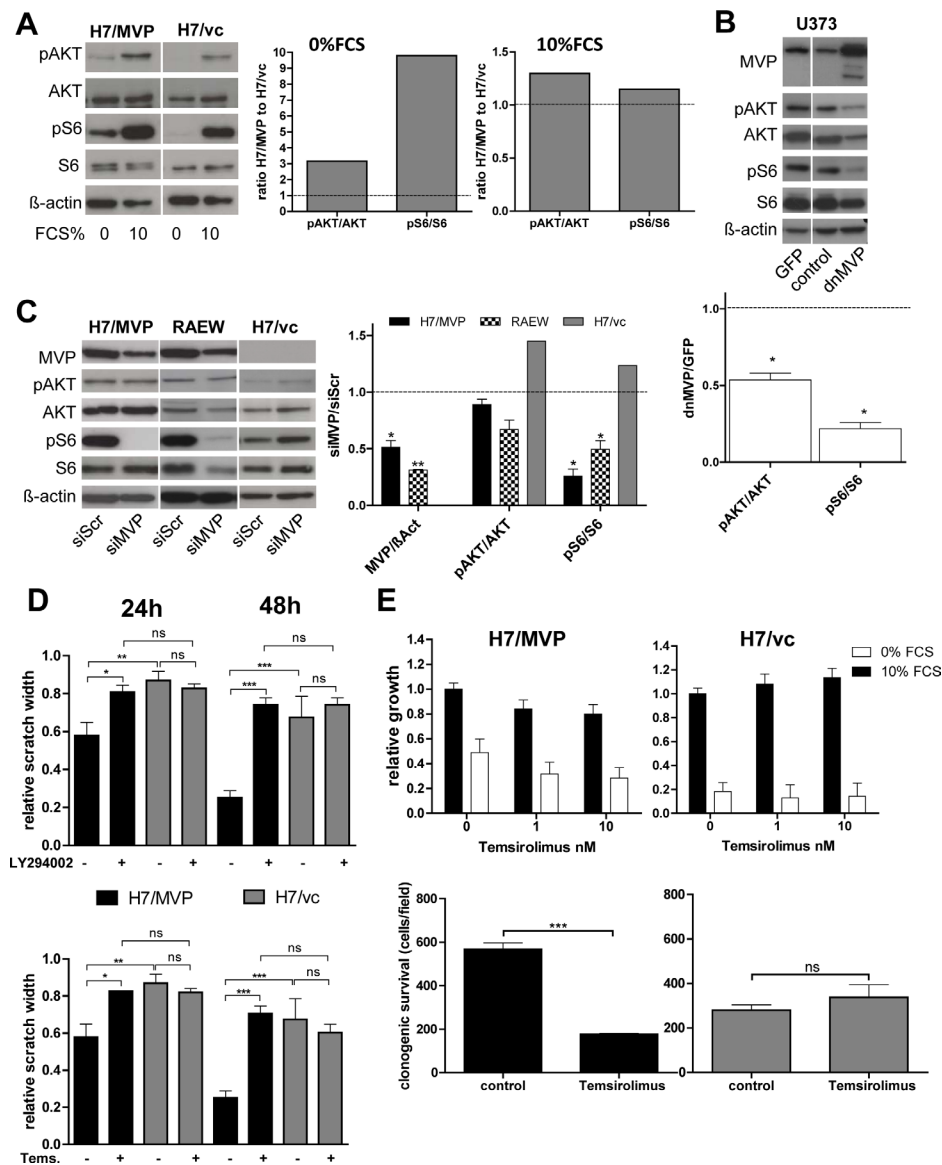 A
H7/MVP H7/vc
pAKT
AKT
pS6
S6
ß-actin
FCS% 0 10 0 10
0%FCS
ratio H7/MVP to H7/vc
10
9
8
7
6
5
4
3
2
1
0
pAKT/AKT pS6/S6
10%FCS
ratio H7/MVP to H7/vc
1.5
1.0
0.5
0.0
pAKT/AKT pS6/S6
B
U373
MVP
pAKT
AKT
pS6
S6
ß-actin
GFP control dnMVP
dnMVP/GFP
1.0
0.5
0.0
* *
pAKT/AKT pS6/S6
C
H7/MVP RAEW H7/vc
MVP
pAKT
AKT
pS6
S6
ß-actin
siScr siMVP siScr siMVP siScr siMVP
H7/MVP RAEW H7/vc
siMVP/siScr
1.5
1.0
0.5
0.0
* ** * *
MVP/ßAct pAKT/AKT pS6/S6
D
24h 48h
relative scratch width
1.0
0.8
0.6
0.4
0.2
0.0
ns ns
** ns *** ns
* ***
LY294002 - + - + - + - +
H7/MVP H7/vc
relative scratch width
1.0
0.8
0.6
0.4
0.2
0.0
ns ns
** ns *** ns
* ***
Tems. - + - + - + - +
E
H7/MVP
relative growth
1.4
1.2
1.0
0.8
0.6
0.4
0.2
0.0
0 1 10
Temsirolimus nM
H7/vc
1.4
1.2
1.0
0.8
0.6
0.4
0.2
0.0
0 1 10
Temsirolimus nM
0% FCS
10% FCS
clonogenic survival (cells/field)
800
600
400
200
0
***
control Temsirolimus
800
600
400
200
0
ns
control Temsirolimus